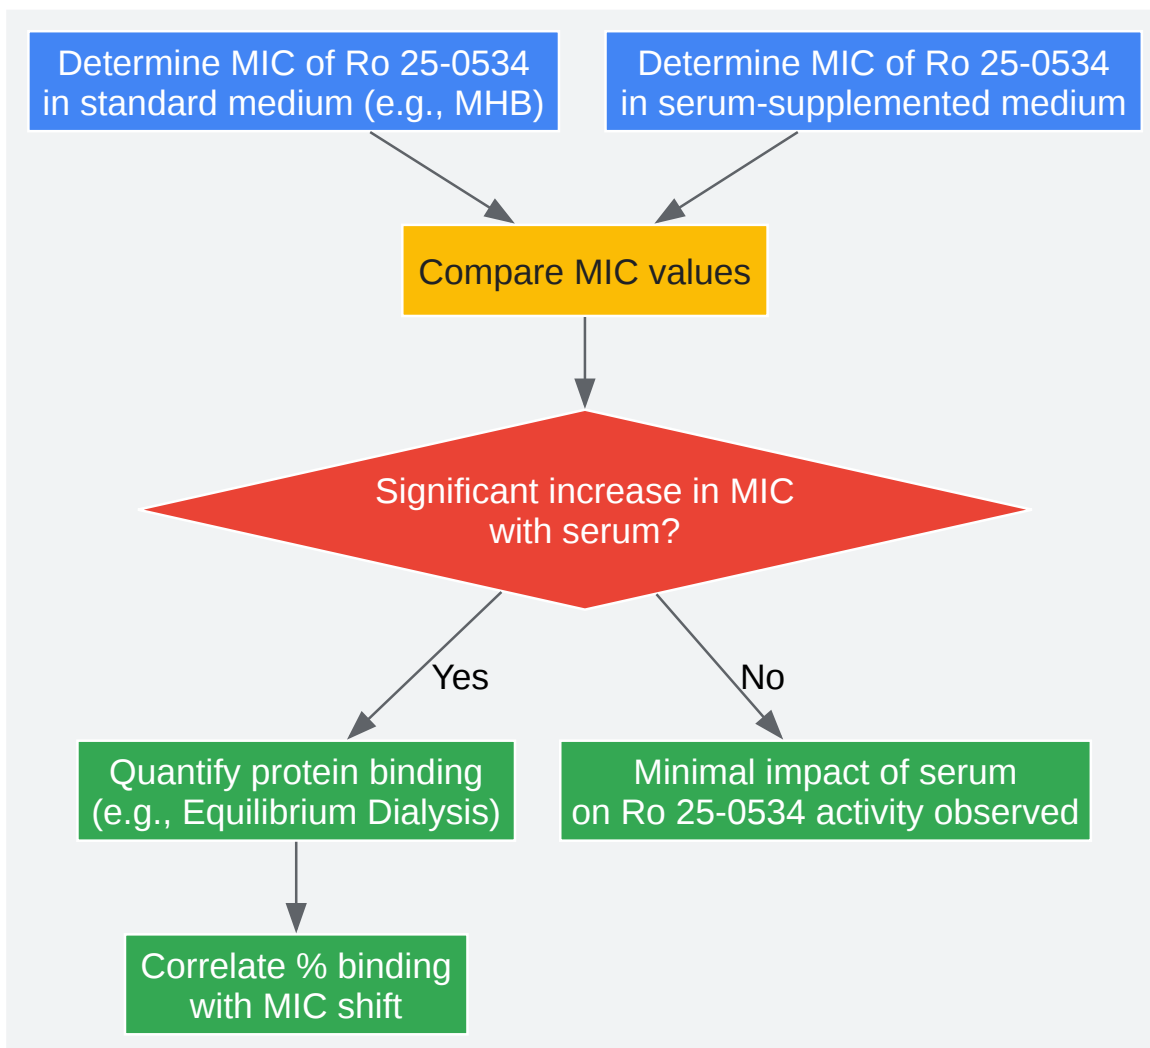 Determine MIC of Ro 25-0534
in standard medium (e.g., MHB)
Determine MIC of Ro 25-0534
in serum-supplemented medium
Compare MIC values
Significant increase in MIC
with serum?
Yes
No
Quantify protein binding
(e.g., Equilibrium Dialysis)
Minimal impact of serum
on Ro 25-0534 activity observed
Correlate % binding
with MIC shift